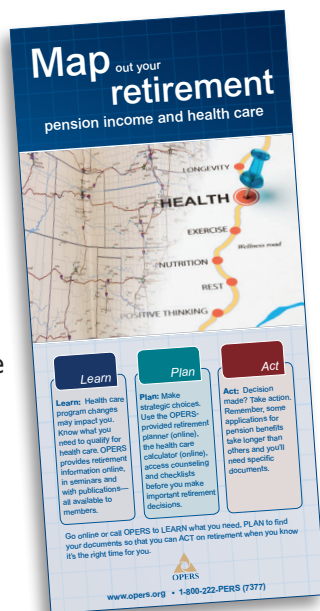 Map out your
retirement
pension income and health care
LONGEVITY
HEALTH
EXERCISE
Wellness road
NUTRITION
REST
POSITIVE THINKING
e
Learn
Learn: Health care
program changes
may impact you.
Know what you
need to qualify for
health care. OPERS
provides retirement
information online,
in seminars and
with publications—
all available to
members.
Plan
Plan: Make
strategic choices.
Use the OPERS-
provided retirement
planner (online),
the health care
calculator (online),
access counseling
and checklists
before you make
important retirement
decisions.
Act
Act: Decision
made? Take action.
Remember, some
applications for
pension benefits
take longer than
others and you'll
need specific
documents.
Go online or call OPERS to LEARN what you need, PLAN to find
your documents so that you can ACT on retirement when you know
it's the right time for you.
OPERS
www.opers.org • 1-800-222-PERS (7377)